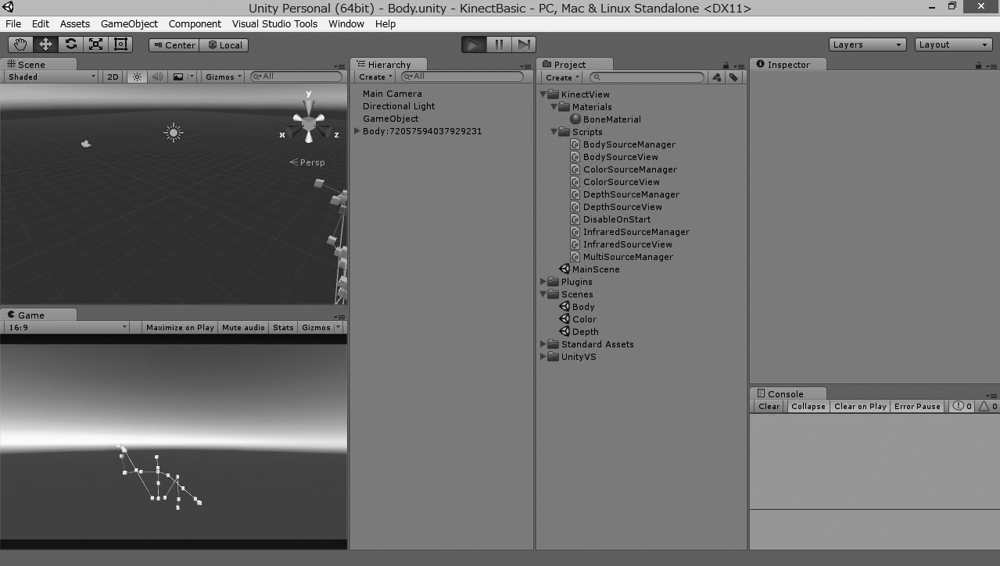 Unity Personal (64bit) - Body.unity - KinectBasic - PC, Mac & Linux Standalone <DX11>
File Edit Assets GameObject Component Visual Studio Tools Window Help
Center Local Layers Layout
Scene
Shaded 2D Gizmos All
y
x z
Persp
Game
16:9 Maximize on Play Mute audio Stats Gizmos
Hierarchy
Create All
Main Camera
Directional Light
GameObject
Body:72057594037929231
Project
Create
KinectView
Materials
BoneMaterial
Scripts
BodySourceManager
BodySourceView
ColorSourceManager
ColorSourceView
DepthSourceManager
DepthSourceView
DisableOnStart
InfraredSourceManager
InfraredSourceView
MultiSourceManager
MainScene
Plugins
Scenes
Body
Color
Depth
Standard Assets
UnityVS
Inspector
Console
Clear Collapse Clear on Play Error Pause 0 0